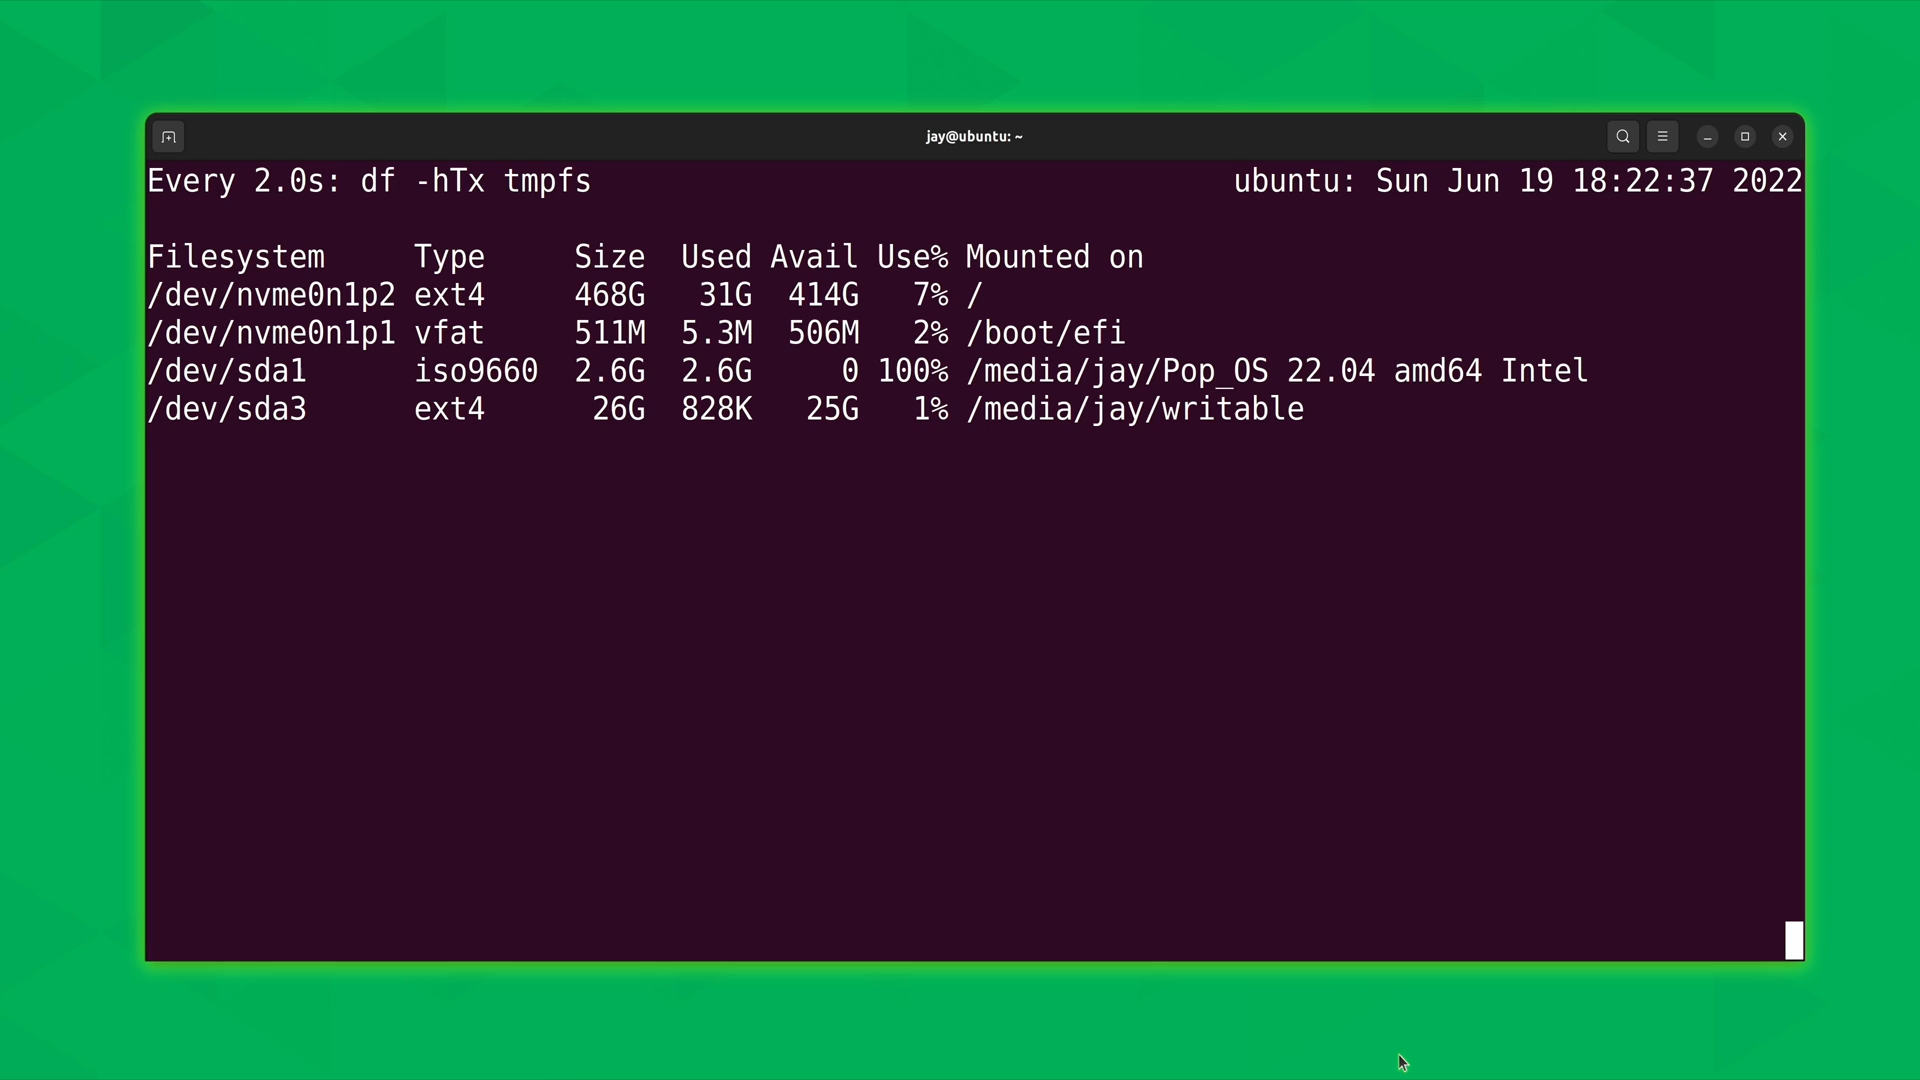 jay@ubuntu: ~
Every 2.0s: df -hTx tmpfs ubuntu: Sun Jun 19 18:22:37 2022
Filesystem Type Size Used Avail Use% Mounted on
/dev/nvme0n1p2 ext4 468G 31G 414G 7% /
/dev/nvme0n1p1 vfat 511M 5.3M 506M 2% /boot/efi
/dev/sda1 iso9660 2.6G 2.6G 0 100% /media/jay/Pop_OS 22.04 amd64 Intel
/dev/sda3 ext4 26G 828K 25G 1% /media/jay/writable